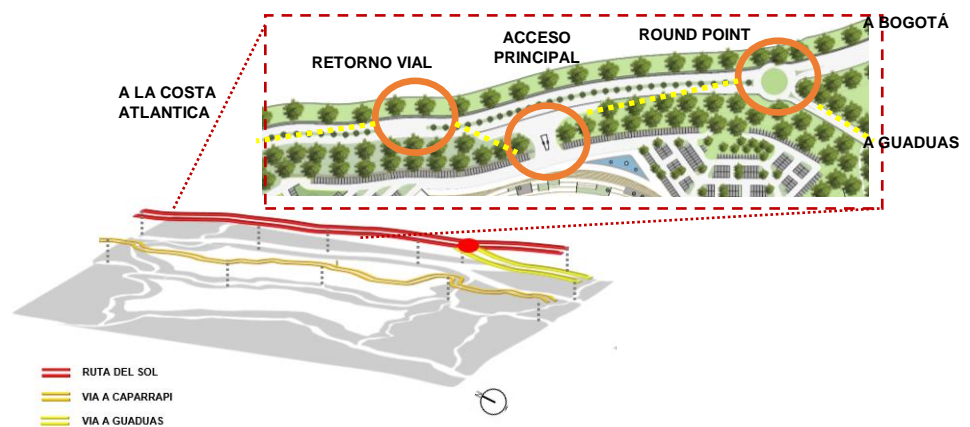 A BOGOTÁ
ACCESO
PRINCIPAL
ROUND POINT
RETORNO VIAL
A LA COSTA
ATLANTICA
A GUADUAS
RUTA DEL SOL
VIA A CAPARRAPI
VIA A GUADUAS